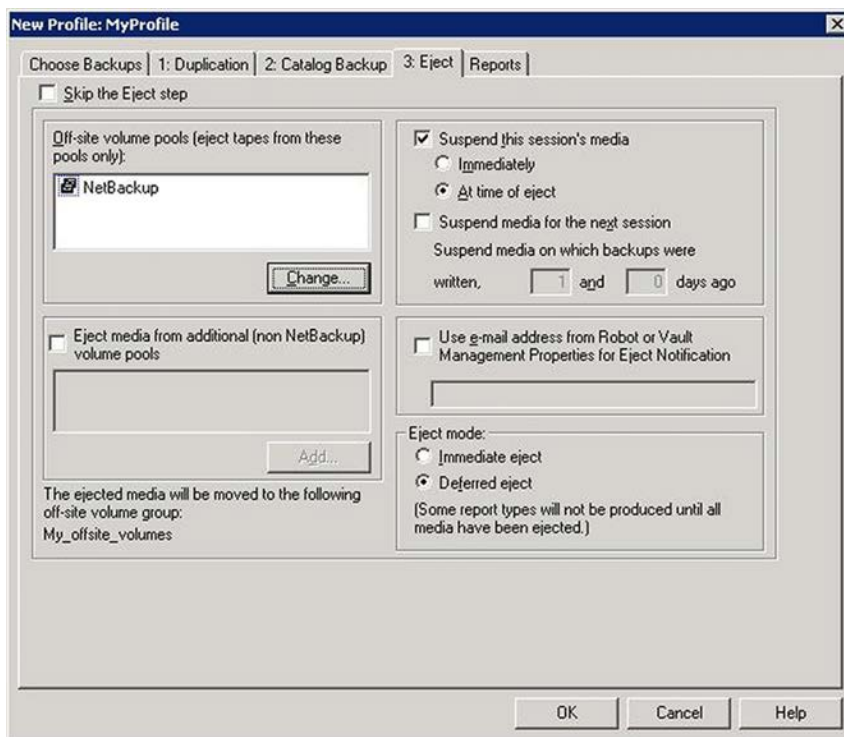 New Profile: MyProfile
Choose Backups
1: Duplication
2: Catalog Backup
3: Eject
Reports
Skip the Eject step
Off-site volume pools (eject tapes from these
pools only):
NetBackup
Change...
Eject media from additional (non NetBackup)
volume pools
Add...
The ejected media will be moved to the following
off-site volume group:
My_offsite_volumes
Suspend this session's media
Immediately
At time of eject
Suspend media for the next session
Suspend media on which backups were
written, 1 and 0 days ago
Use e-mail address from Robot or Vault
Management Properties for Eject Notification
Eject mode:
Immediate eject
Deferred eject
(Some report types will not be produced until all
media have been ejected.)
OK
Cancel
Help